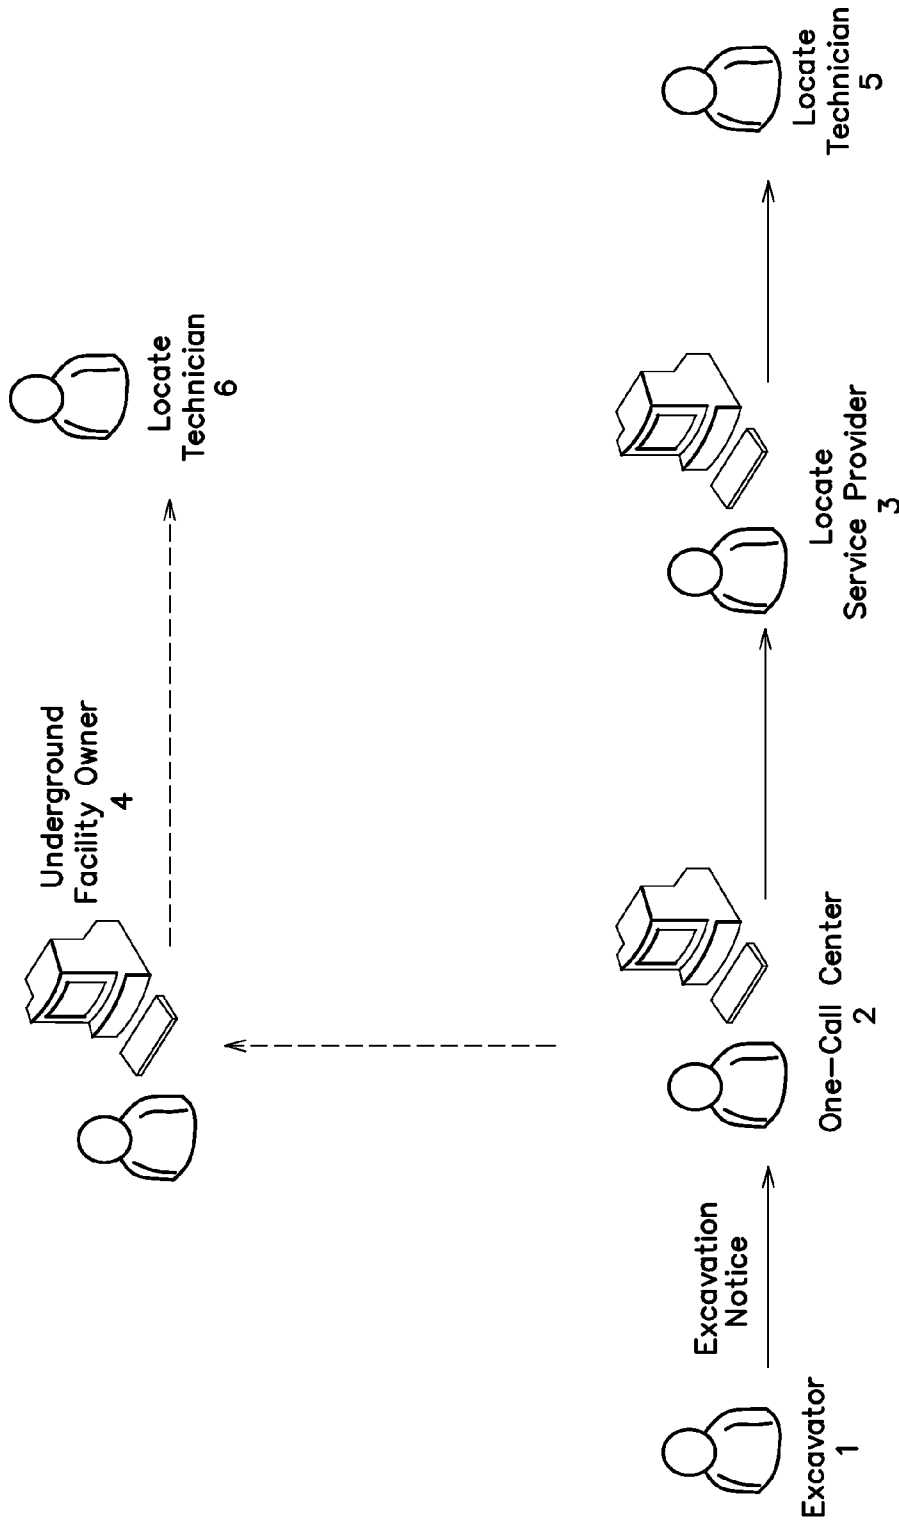 Underground
Facility Owner
4
Locate
Technician
6
Excavator
1
Excavation
Notice
One-Call Center
2
Locate
Service Provider
3
Locate
Technician
5